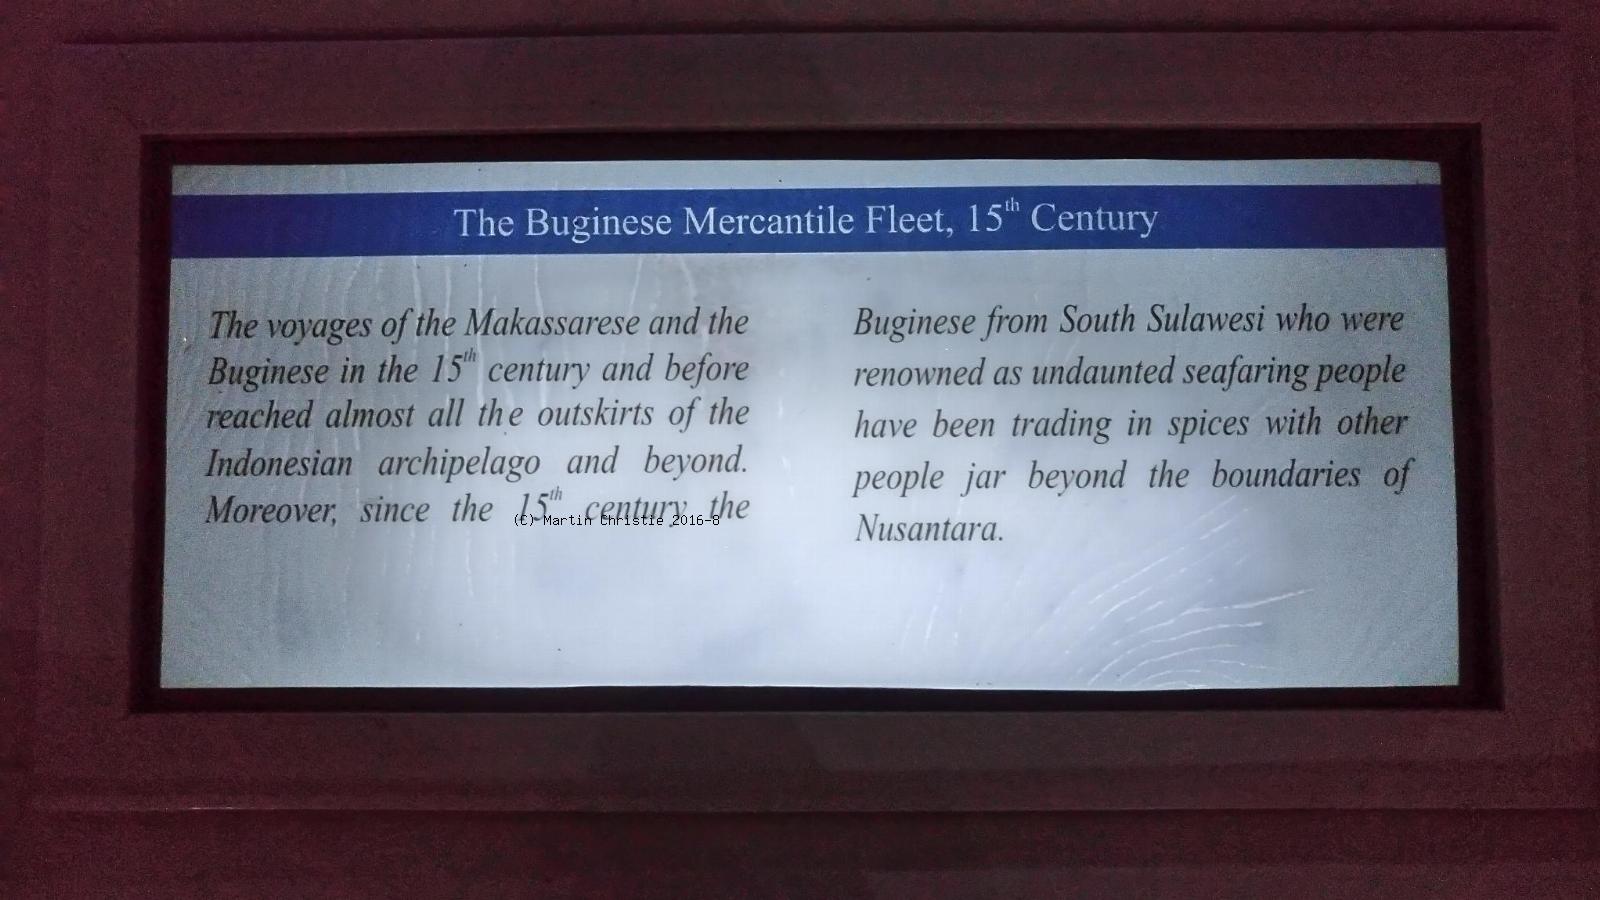 The Buginese Mercantile Fleet, 15th Century
The voyages of the Makassarese and the
Buginese in the 15th century and before
reached almost all the outskirts of the
Indonesian archipelago and beyond.
Moreover, since the 15th century the
(C) Martin Christie 2016-8
Buginese from South Sulawesi who were
renowned as undaunted seafaring people
have been trading in spices with other
people jar beyond the boundaries of
Nusantara.